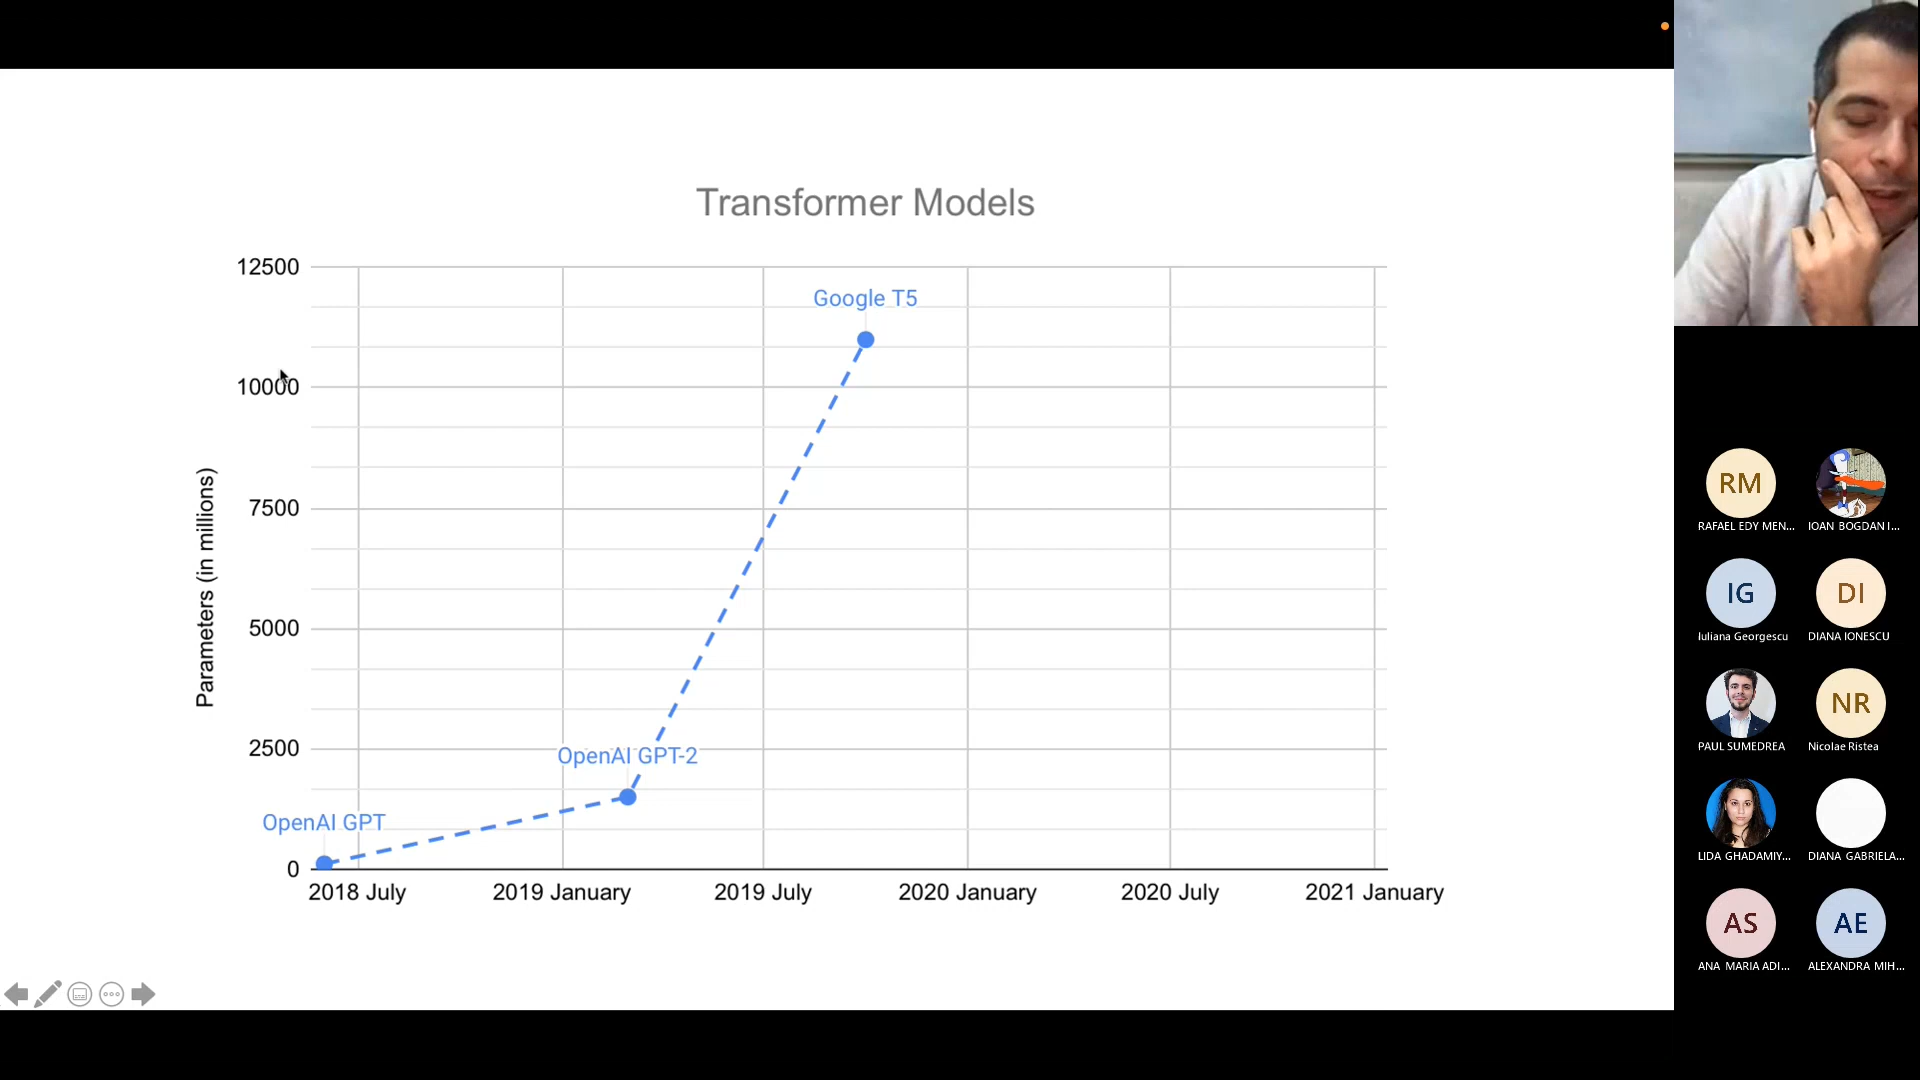 Transformer Models
12500
Google T5
10000
7500
Parameters (in millions)
5000
2500
OpenAI GPT-2
OpenAI GPT
0
2018 July
2019 January
2019 July
2020 January
2020 July
2021 January
RM
RAFAEL EDY MEN...
IOAN BOGDAN I...
IG
Iuliana Georgescu
DI
DIANA IONESCU
PAUL SUMEDREA
NR
Nicolae Ristea
LIDA GHADAMIY...
DIANA GABRIELA...
AS
ANA MARIA ADI...
AE
ALEXANDRA MIH...